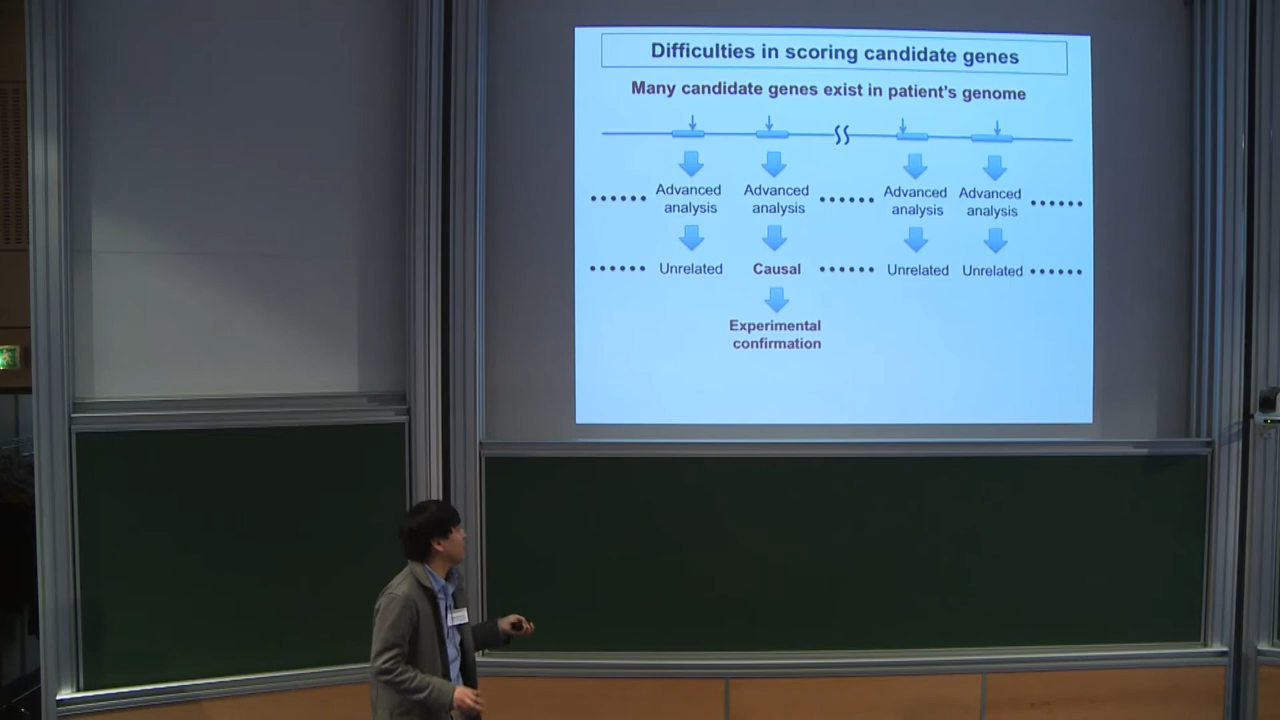 Difficulties in scoring candidate genes
Many candidate genes exist in patient's genome
Advanced analysis
Advanced analysis
Advanced analysis
Advanced analysis
Unrelated
Causal
Unrelated
Unrelated
Experimental
confirmation